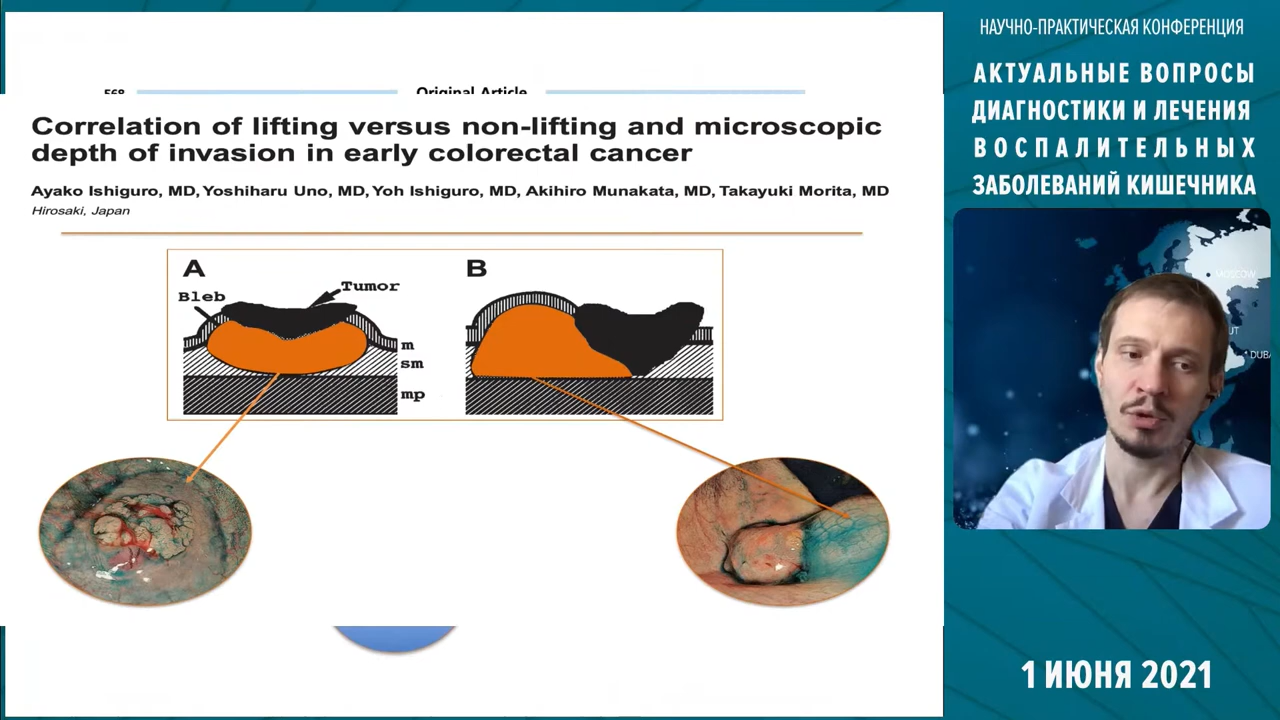 568
Original Article
Correlation of lifting versus non-lifting and microscopic
depth of invasion in early colorectal cancer
Ayako Ishiguro, MD, Yoshiharu Uno, MD, Yoh Ishiguro, MD, Akihiro Munakata, MD, Takayuki Morita, MD
Hirosaki, Japan
A
Bleb
Tumor
m
sm
mp
B
НАУЧНО-ПРАКТИЧЕСКАЯ КОНФЕРЕНЦИЯ
АКТУАЛЬНЫЕ ВОПРОСЫ
ДИАГНОСТИКИ И ЛЕЧЕНИЯ
ВОСПАЛИТЕЛЬНЫХ
ЗАБОЛЕВАНИЙ КИШЕЧНИКА
MOSCOW
1 ИЮНЯ 2021